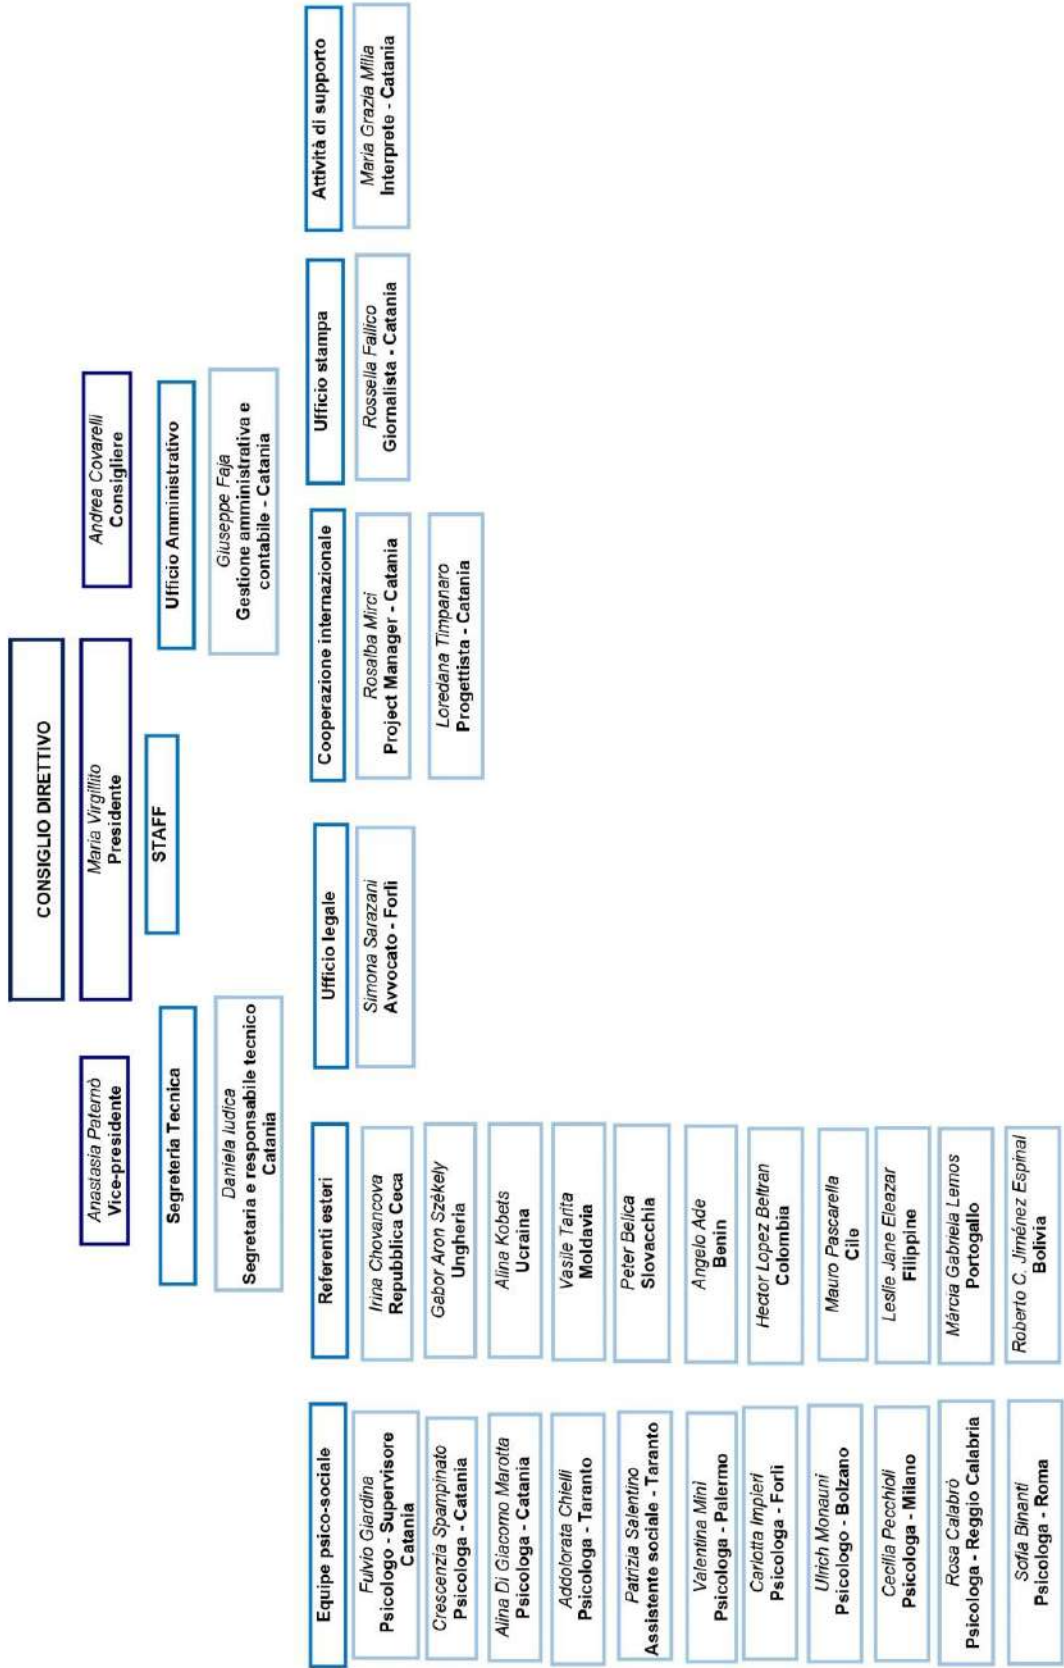 CONSIGLIO DIRETTIVO
Anastasia Paternò
Vice-presidente
Maria Virgillito
Presidente
Andrea Covarelli
Consigliere
STAFF
Segreteria Tecnica
Daniela Iudica
Segretaria e responsabile tecnico
Catania
Ufficio Amministrativo
Giuseppe Faja
Gestione amministrativa e
contabile - Catania
Equipe psico-sociale
Fulvio Giardina
Psicologo - Supervisore
Catania
Crescenzia Spampinato
Psicologa - Catania
Alina Di Giacomo Marotta
Psicologa - Catania
Addolorata Chielli
Psicologa - Taranto
Patrizia Salentino
Assistente sociale - Taranto
Valentina Minì
Psicologa - Palermo
Carlotta Impieri
Psicologa - Forlì
Ulrich Monauni
Psicologo - Bolzano
Cecilia Pecchioli
Psicologa - Milano
Rosa Calabrò
Psicologa - Reggio Calabria
Sofia Binanti
Psicologa - Roma
Referenti esteri
Irina Chovancova
Repubblica Ceca
Gabor Aron Székely
Ungheria
Alina Kobets
Ucraina
Vasile Tarita
Moldavia
Peter Belica
Slovacchia
Angelo Ade
Benin
Hector Lopez Beltran
Colombia
Mauro Pascarella
Cile
Leslie Jane Eleazar
Filippine
Márcia Gabriela Lemos
Portogallo
Roberto C. Jiménez Espinal
Bolivia
Ufficio legale
Simona Sarazani
Avvocato - Forlì
Cooperazione internazionale
Rosalba Mirci
Project Manager - Catania
Loredana Timpanaro
Progettista - Catania
Ufficio stampa
Rossella Fallico
Giornalista - Catania
Attività di supporto
Maria Grazia Milia
Interprete - Catania